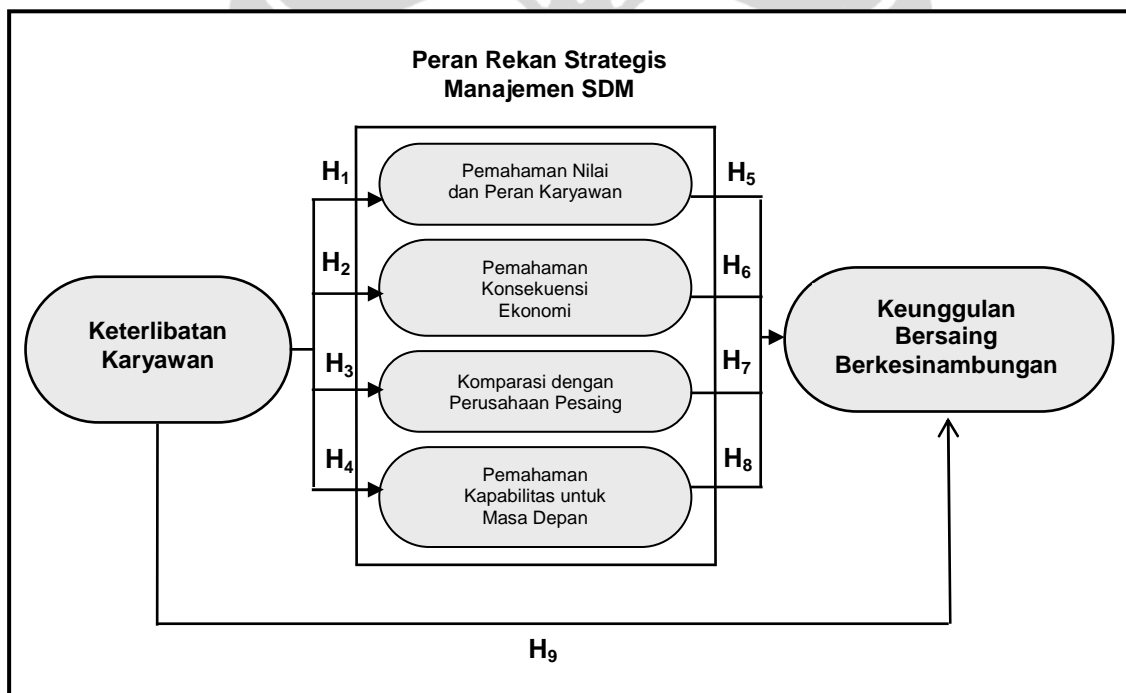 Peran Rekan Strategis
Manajemen SDM
H₁
Pemahaman Nilai
dan Peran Karyawan
H₅
H₂
Pemahaman
Konsekuensi
Ekonomi
H₆
Keterlibatan
Karyawan
Keunggulan
Bersaing
Berkesinambungan
H₃
Komparasi dengan
Perusahaan Pesaing
H₇
H₄
Pemahaman
Kapabilitas untuk
Masa Depan
H₈
H₉